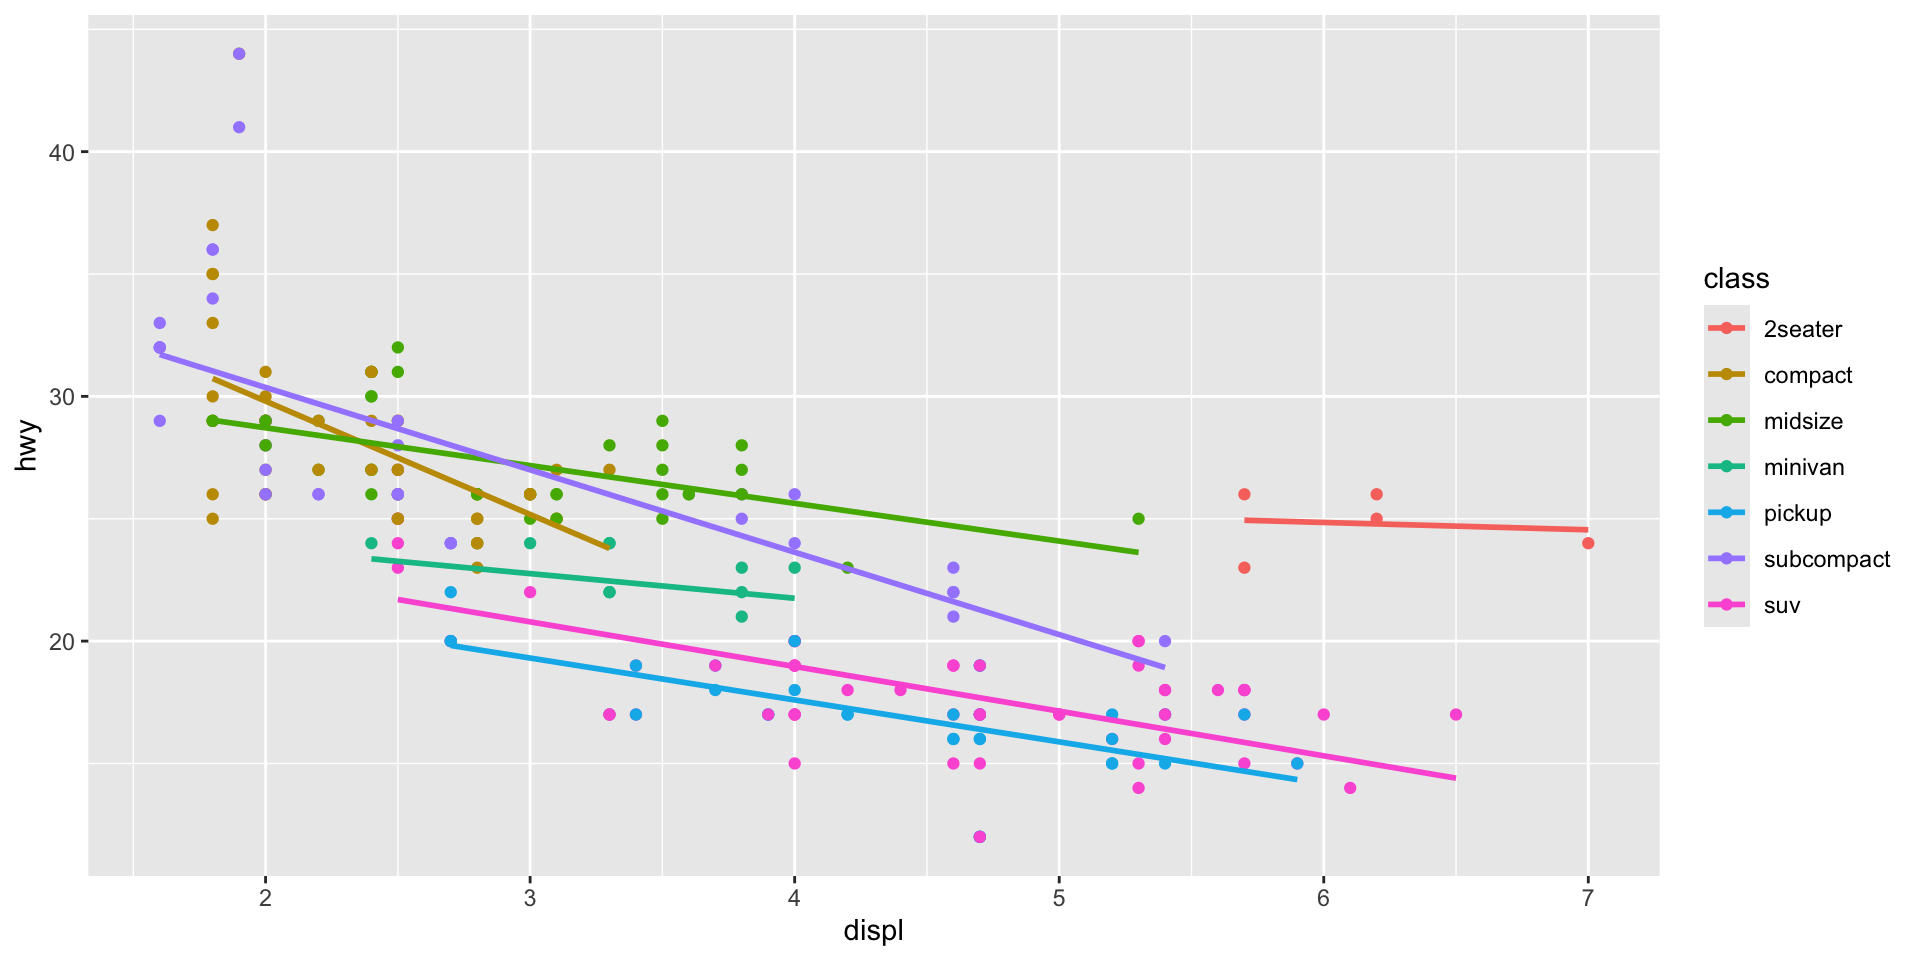 40
30
20
hwy
2 3 4 5 6 7
displ
class
2seater
compact
midsize
minivan
pickup
subcompact
suv